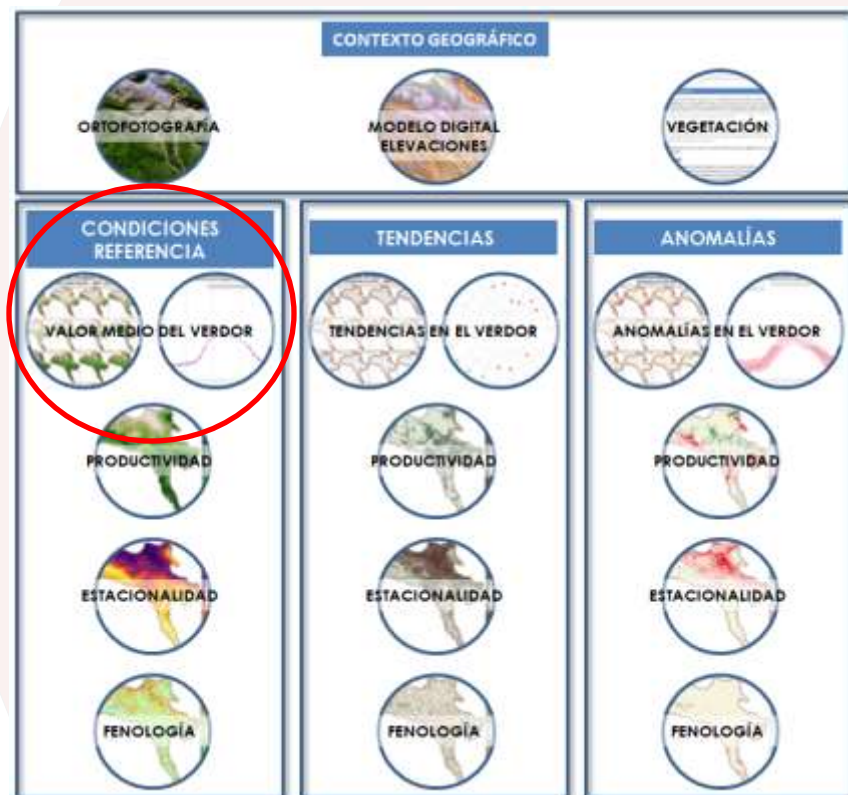 CONTEXTO GEOGRÁFICO
ORTOFOTOGRAFÍA
MODELO DIGITAL
ELEVACIONES
VEGETACIÓN
CONDICIONES
REFERENCIA
VALOR MEDIO DEL VERDOR
PRODUCTIVIDAD
ESTACIONALIDAD
FENOLOGÍA
TENDENCIAS
TENDENCIAS EN EL VERDOR
PRODUCTIVIDAD
ESTACIONALIDAD
FENOLOGÍA
ANOMALÍAS
ANOMALÍAS EN EL VERDOR
PRODUCTIVIDAD
ESTACIONALIDAD
FENOLOGÍA